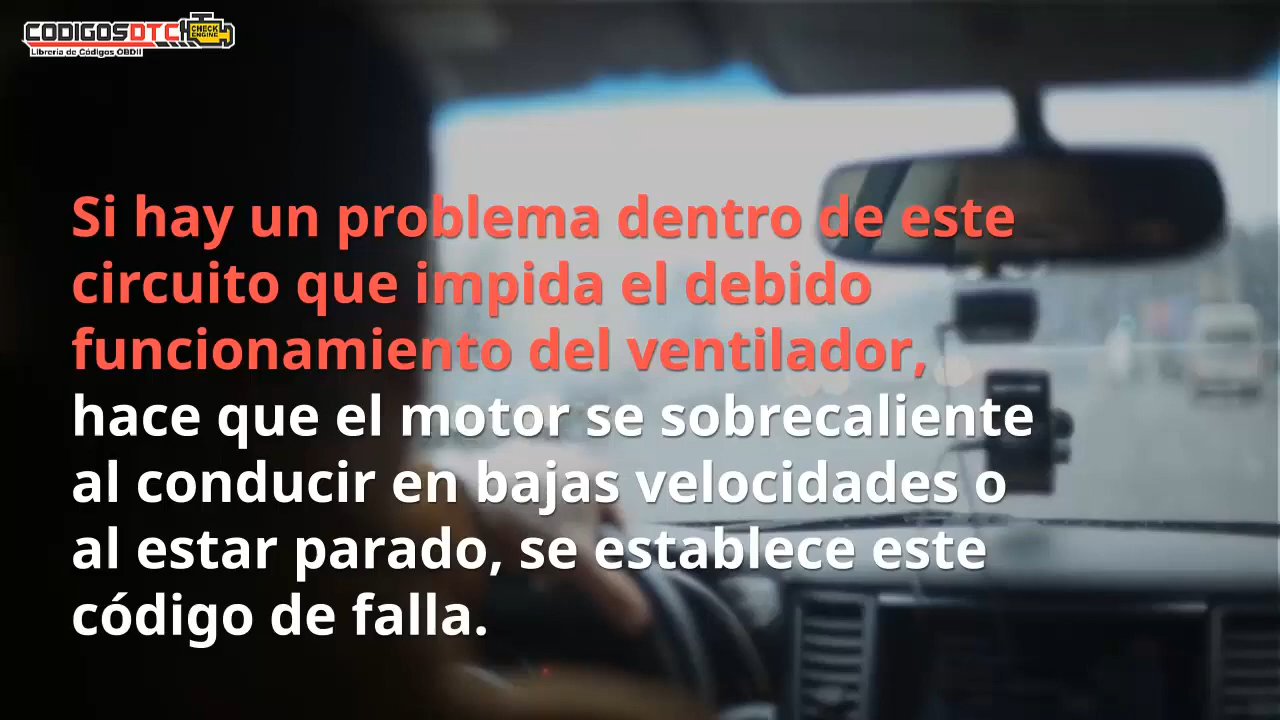 CODIGOSDTC
CHECK
ENGINE
Librería de Códigos OBDII
Si hay un problema dentro de este
circuito que impida el debido
funcionamiento del ventilador,
hace que el motor se sobrecaliente
al conducir en bajas velocidades o
al estar parado, se establece este
código de falla.